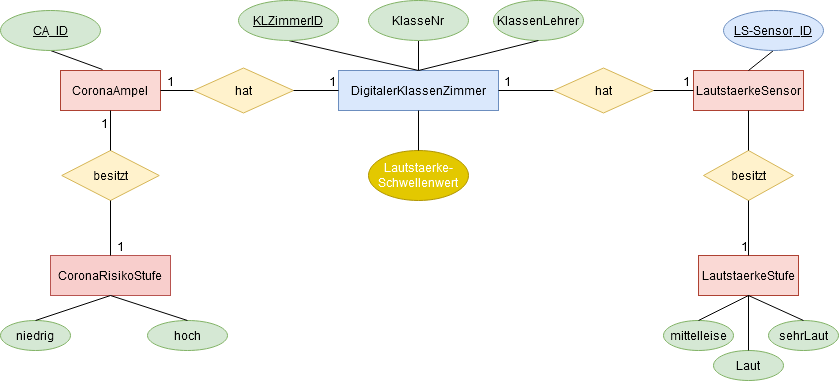 CA_ID
KLZimmerID
KlasseNr
KlassenLehrer
LS-Sensor_ID
CoronaAmpel
1
hat
1
DigitalerKlassenZimmer
1
hat
1
LautstaerkeSensor
1
besitzt
Lautstaerke-
Schwellenwert
besitzt
1
1
CoronaRisikoStufe
LautstaerkeStufe
niedrig
hoch
mittelleise
sehrLaut
Laut